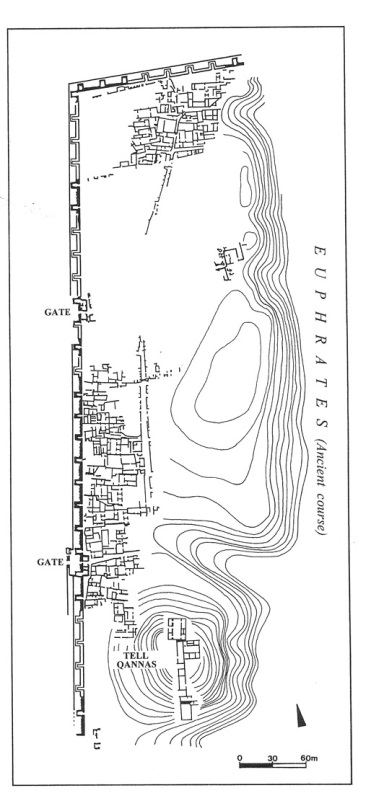 GATE
EUPHRATES (Ancient course)
GATE
TELL
QANNAS
0 30 60m